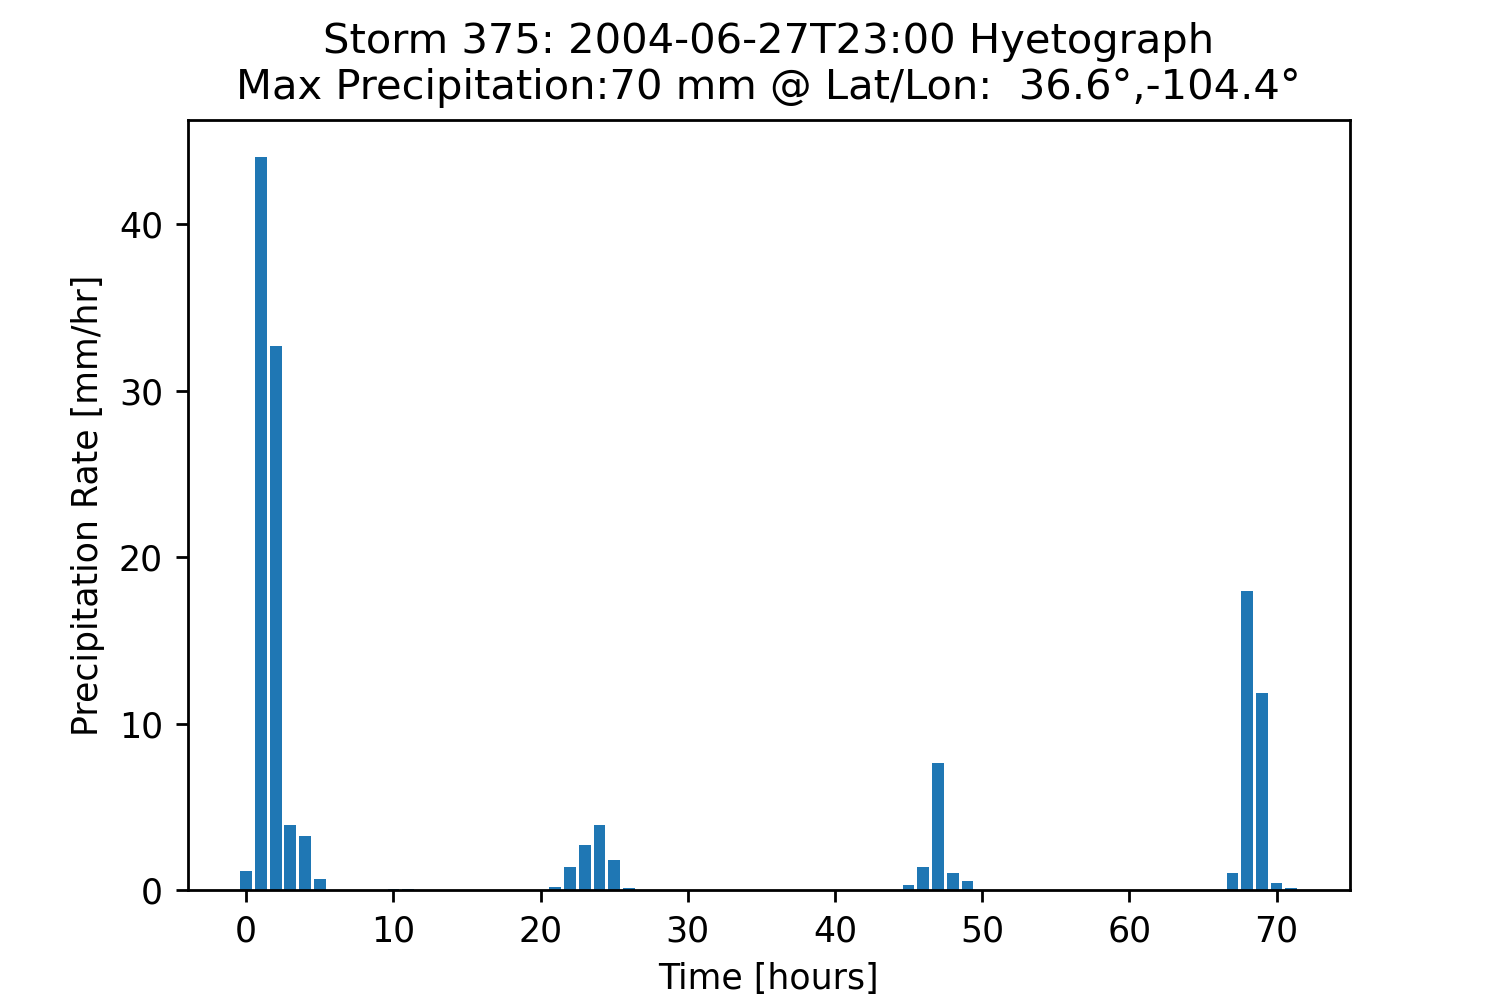 Storm 375: 2004-06-27T23:00 Hyetograph
Max Precipitation:70 mm @ Lat/Lon:  36.6°,-104.4°
Precipitation Rate [mm/hr]
40
30
20
10
0
0 10 20 30 40 50 60 70
Time [hours]